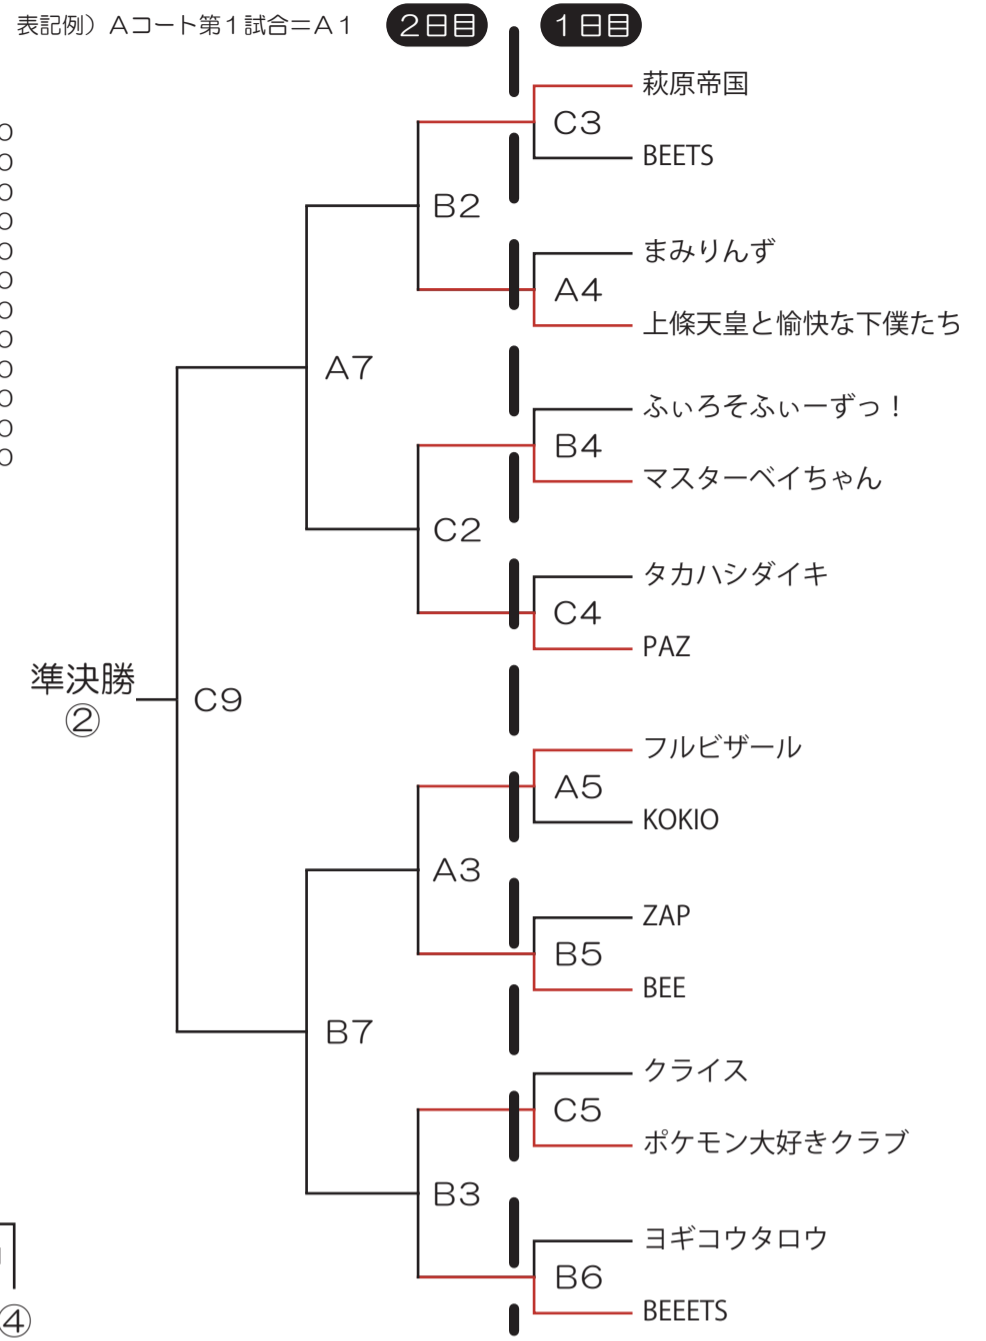 表記例）Aコート第1試合＝A1
2日目
1日目
萩原帝国
C3
BEETS
B2
まみりんず
A4
上條天皇と愉快な下僕たち
A7
ふぃろそふぃーずっ！
B4
マスターベイちゃん
C2
タカハシダイキ
C4
PAZ
準決勝
②
C9
フルビザール
A5
KOKIO
A3
ZAP
B5
BEE
B7
クライス
C5
ポケモン大好きクラブ
B3
ヨギコウタロウ
B6
BEEETS
④